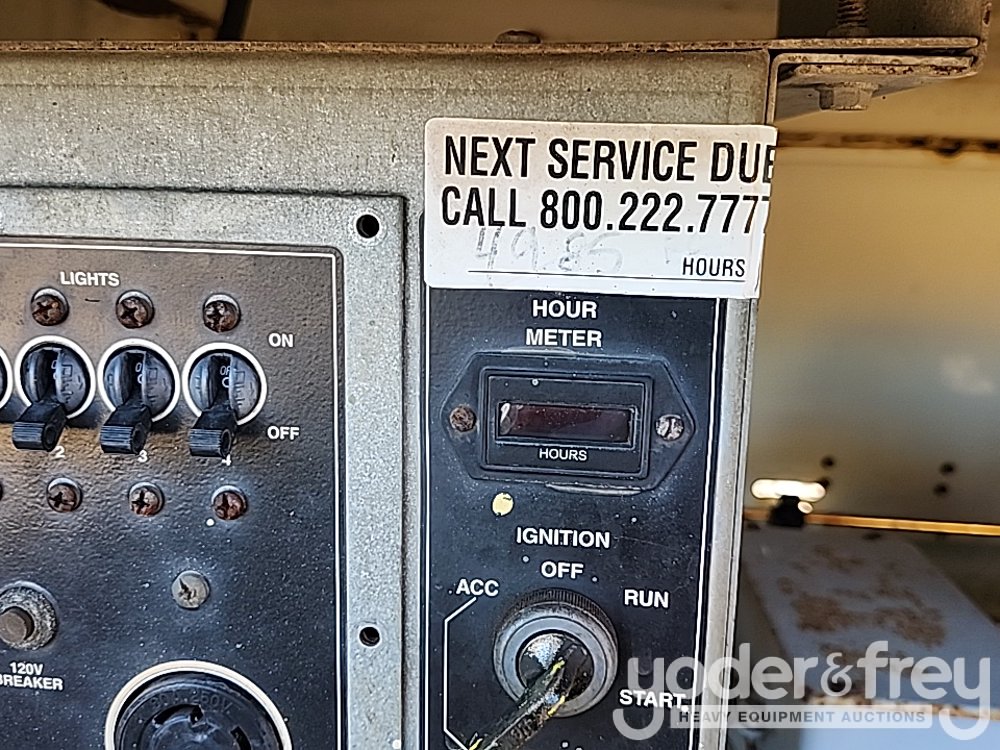 NEXT SERVICE DUE
CALL 800.222.7777
HOURS
LIGHTS
ON
OFF
2
3
4
120V
BREAKER
HOUR
METER
HOURS
IGNITION
OFF
ACC
RUN
START
yoder&frey
HEAVY EQUIPMENT AUCTIONS